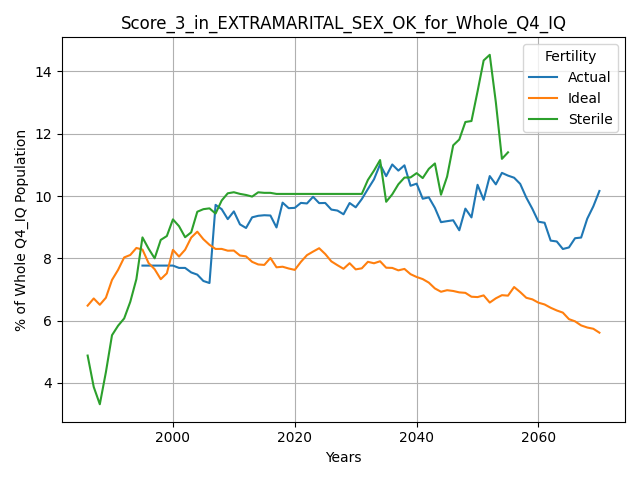 Score_3_in_EXTRAMARITAL_SEX_OK_for_Whole_Q4_IQ
Fertility
Actual
Ideal
Sterile
% of Whole Q4_IQ Population
14
12
10
8
6
4
2000
2020
2040
2060
Years